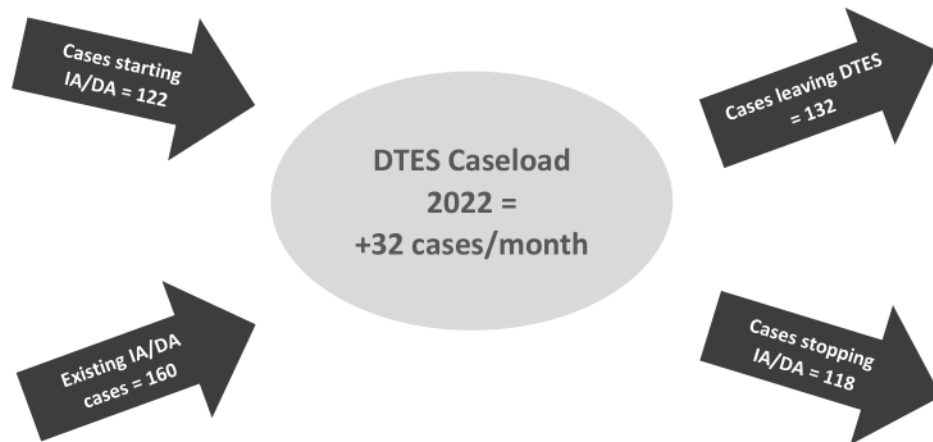 Cases starting
IA/DA = 122
Cases leaving DTES
= 132
DTES Caseload
2022 =
+32 cases/month
Existing IA/DA
cases = 160
Cases stopping
IA/DA = 118